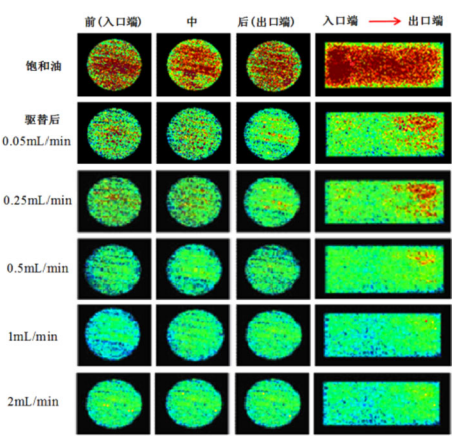 前(入口端) 中 后(出口端) 入口端 出口端
饱和油
驱替后
0.05mL/min
0.25mL/min
0.5mL/min
1mL/min
2mL/min